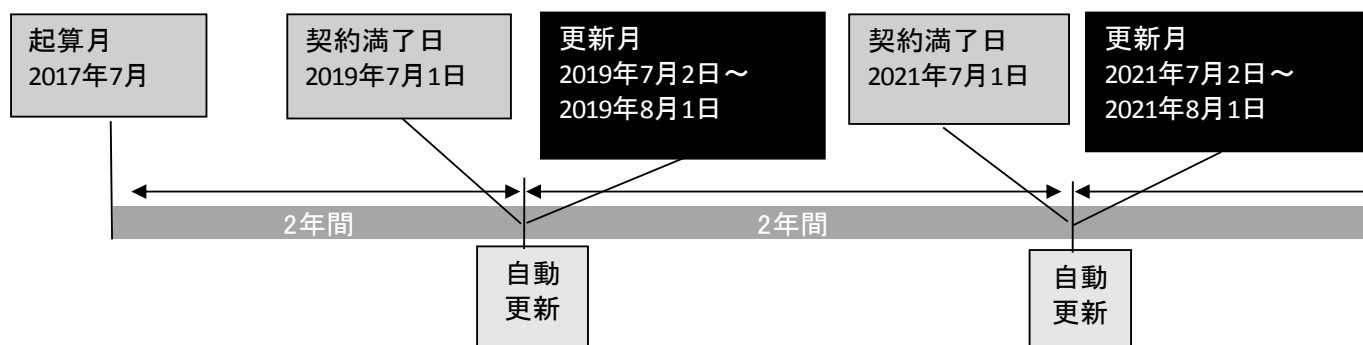 起算月
2017年7月
契約満了日
2019年7月1日
更新月
2019年7月2日～
2019年8月1日
契約満了日
2021年7月1日
更新月
2021年7月2日～
2021年8月1日
2年間
2年間
自動
更新
自動
更新